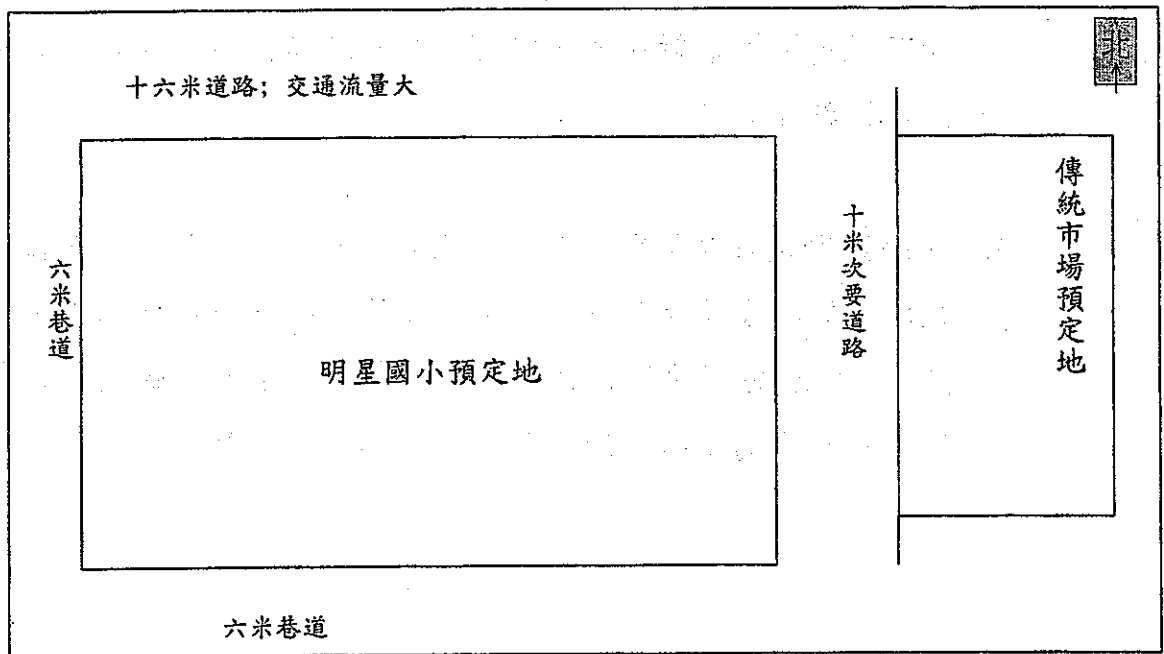 北
十六米道路；交通流量大
傳統市場預定地
十米次要道路
六米巷道
明星國小預定地
六米巷道